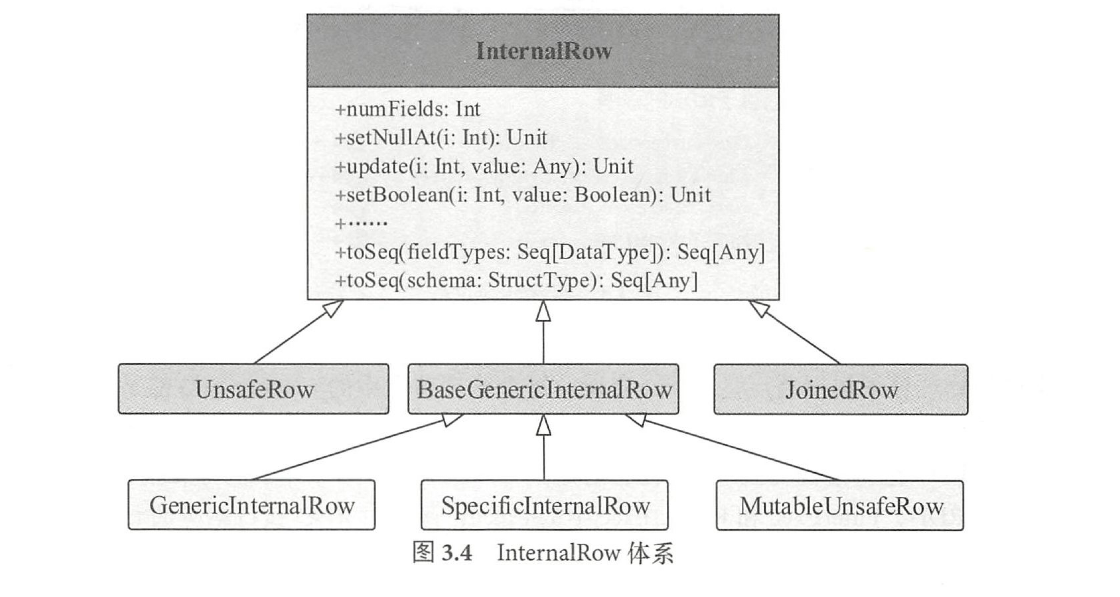 InternalRow
+numFields: Int
+setNullAt(i: Int): Unit
+update(i: Int, value: Any): Unit
+setBoolean(i: Int, value: Boolean): Unit
+⋯⋯
+toSeq(fieldTypes: Seq[DataType]): Seq[Any]
+toSeq(schema: StructType): Seq[Any]
UnsafeRow BaseGenericInternalRow JoinedRow
GenericInternalRow SpecificInternalRow MutableUnsafeRow
图 3.4 InternalRow 体系